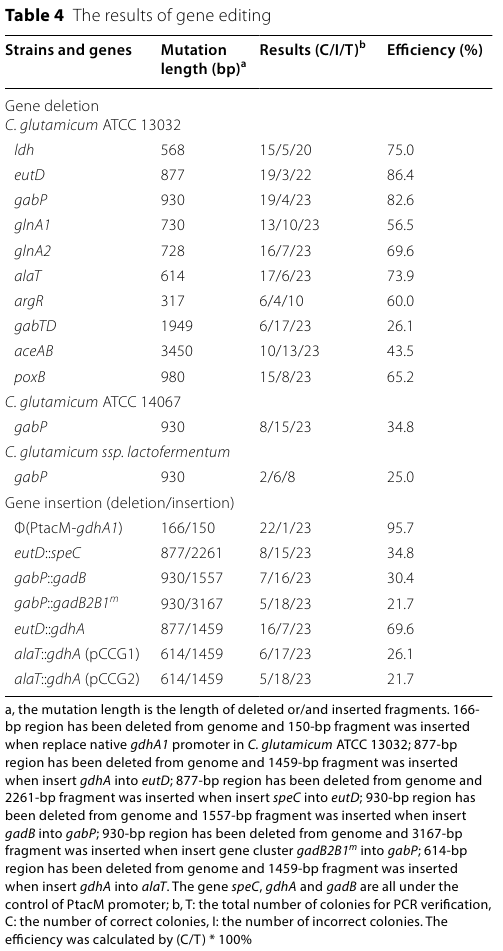 Table 4 The results of gene editing
Strains and genes Mutation length (bp)a Results (C/I/T)b Efficiency (%)
Gene deletion
C. glutamicum ATCC 13032
ldh 568 15/5/20 75.0
eutD 877 19/3/22 86.4
gabP 930 19/4/23 82.6
glnA1 730 13/10/23 56.5
glnA2 728 16/7/23 69.6
alaT 614 17/6/23 73.9
argR 317 6/4/10 60.0
gabTD 1949 6/17/23 26.1
aceAB 3450 10/13/23 43.5
poxB 980 15/8/23 65.2
C. glutamicum ATCC 14067
gabP 930 8/15/23 34.8
C. glutamicum ssp. lactofermentum
gabP 930 2/6/8 25.0
Gene insertion (deletion/insertion)
Φ(PtacM-gdhA1) 166/150 22/1/23 95.7
eutD::speC 877/2261 8/15/23 34.8
gabP::gadB 930/1557 7/16/23 30.4
gabP::gadB2B1m 930/3167 5/18/23 21.7
eutD::gdhA 877/1459 16/7/23 69.6
alaT::gdhA (pCCG1) 614/1459 6/17/23 26.1
alaT::gdhA (pCCG2) 614/1459 5/18/23 21.7
a, the mutation length is the length of deleted or/and inserted fragments. 166-
bp region has been deleted from genome and 150-bp fragment was inserted
when replace native gdhA1 promoter in C. glutamicum ATCC 13032; 877-bp
region has been deleted from genome and 1459-bp fragment was inserted
when insert gdhA into eutD; 877-bp region has been deleted from genome and
2261-bp fragment was inserted when insert speC into eutD; 930-bp region has
been deleted from genome and 1557-bp fragment was inserted when insert
gadB into gabP; 930-bp region has been deleted from genome and 3167-bp
fragment was inserted when insert gene cluster gadB2B1m into gabP; 614-bp
region has been deleted from genome and 1459-bp fragment was inserted
when insert gdhA into alaT. The gene speC, gdhA and gadB are all under the
control of PtacM promoter; b, T: the total number of colonies for PCR verification,
C: the number of correct colonies, I: the number of incorrect colonies. The
efficiency was calculated by (C/T) * 100%